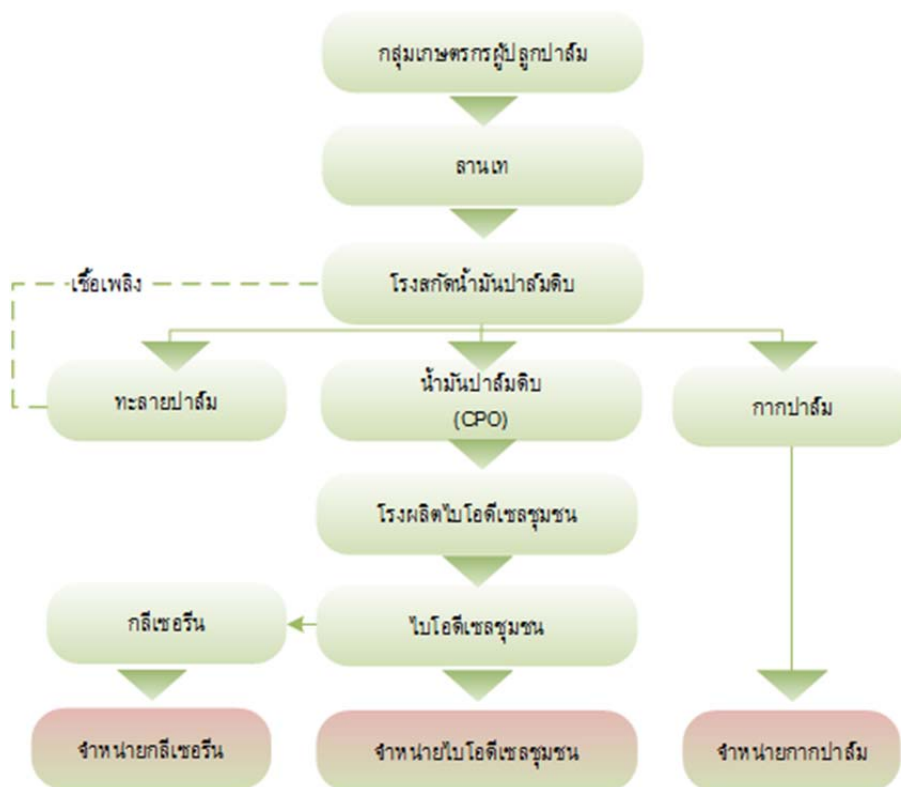 กลุ่มเกษตรกรผู้ปลูกปาล์ม
ลานเท
เชื้อเพลิง
โรงสกัดน้ำมันปาล์มดิบ
ทะลายปาล์ม
น้ำมันปาล์มดิบ
(CPO)
กากปาล์ม
โรงผลิตไบโอดีเซลชุมชน
กลีเซอรีน
ไบโอดีเซลชุมชน
จำหน่ายกลีเซอรีน
จำหน่ายไบโอดีเซลชุมชน
จำหน่ายกากปาล์ม